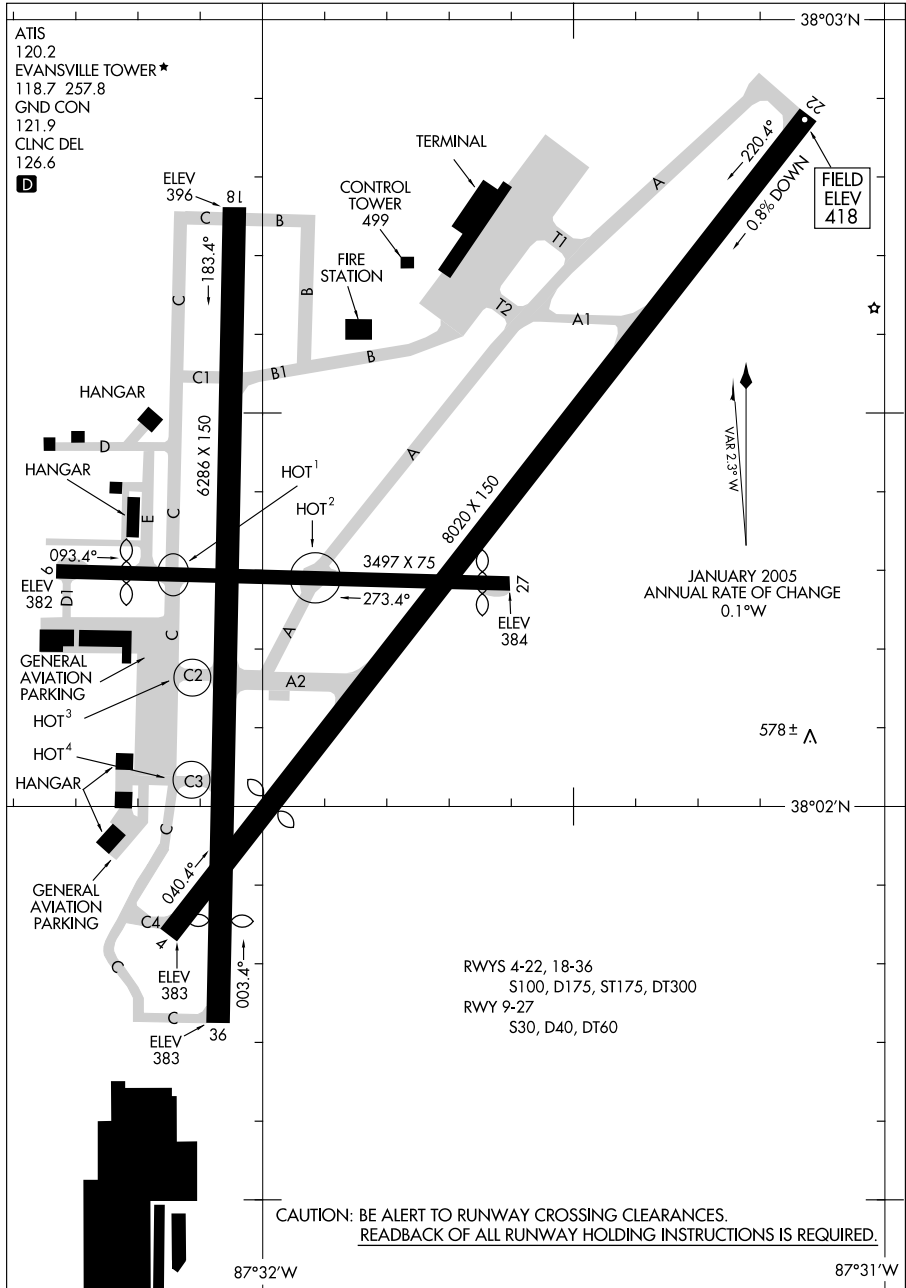 ATIS
120.2
EVANSVILLE TOWER★
118.7 257.8
GND CON
121.9
CLNC DEL
126.6
D
38°03'N
22
220.4°
0.8% DOWN
FIELD
ELEV
418
TERMINAL
CONTROL
TOWER
499
FIRE
STATION
ELEV
396
18
C
B
183.4°
C
B
A
T1
T2
A1
C1
B1
B
HANGAR
D
HANGAR
E
C
6286 X 150
HOT¹
HOT²
A
8020 X 150
VAR 2.3° W
JANUARY 2005
ANNUAL RATE OF CHANGE
0.1°W
093.4°
9
ELEV
382
D1
3497 X 75
273.4°
27
ELEV
384
C
A
GENERAL
AVIATION
PARKING
C2
A2
HOT³
HOT⁴
HANGAR
C3
578 ±
38°02'N
C
GENERAL
AVIATION
PARKING
040.4°
C4
4
ELEV
383
003.4°
C
C
ELEV
383
36
RWYS 4-22, 18-36
S100, D175, ST175, DT300
RWY 9-27
S30, D40, DT60
CAUTION: BE ALERT TO RUNWAY CROSSING CLEARANCES.
READBACK OF ALL RUNWAY HOLDING INSTRUCTIONS IS REQUIRED.
87°32'W
87°31'W